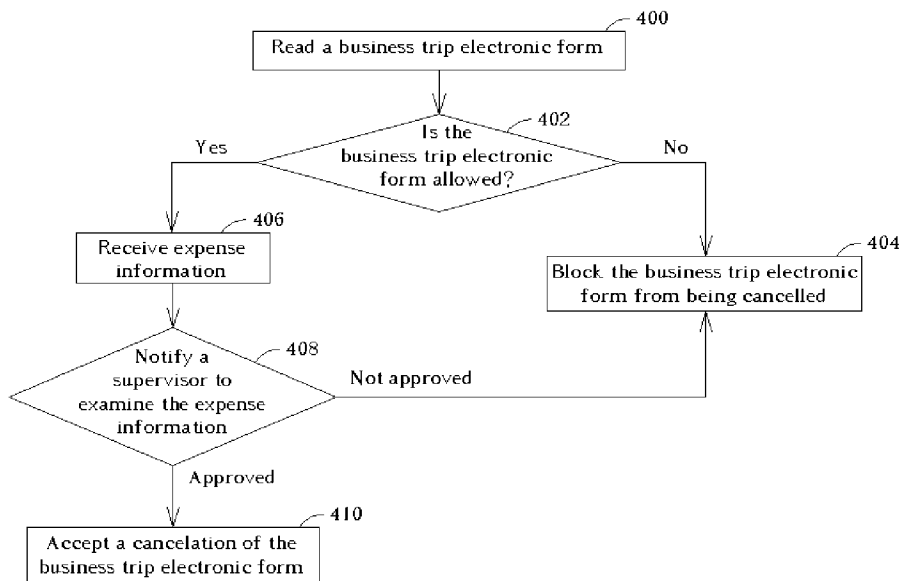 400
Read a business trip electronic form
402
Is the
business trip electronic
form allowed?
Yes
No
406
Receive expense
information
404
Block the business trip electronic
form from being cancelled
408
Notify a
supervisor to
examine the expense
information
Not approved
Approved
410
Accept a cancelation of the
business trip electronic form